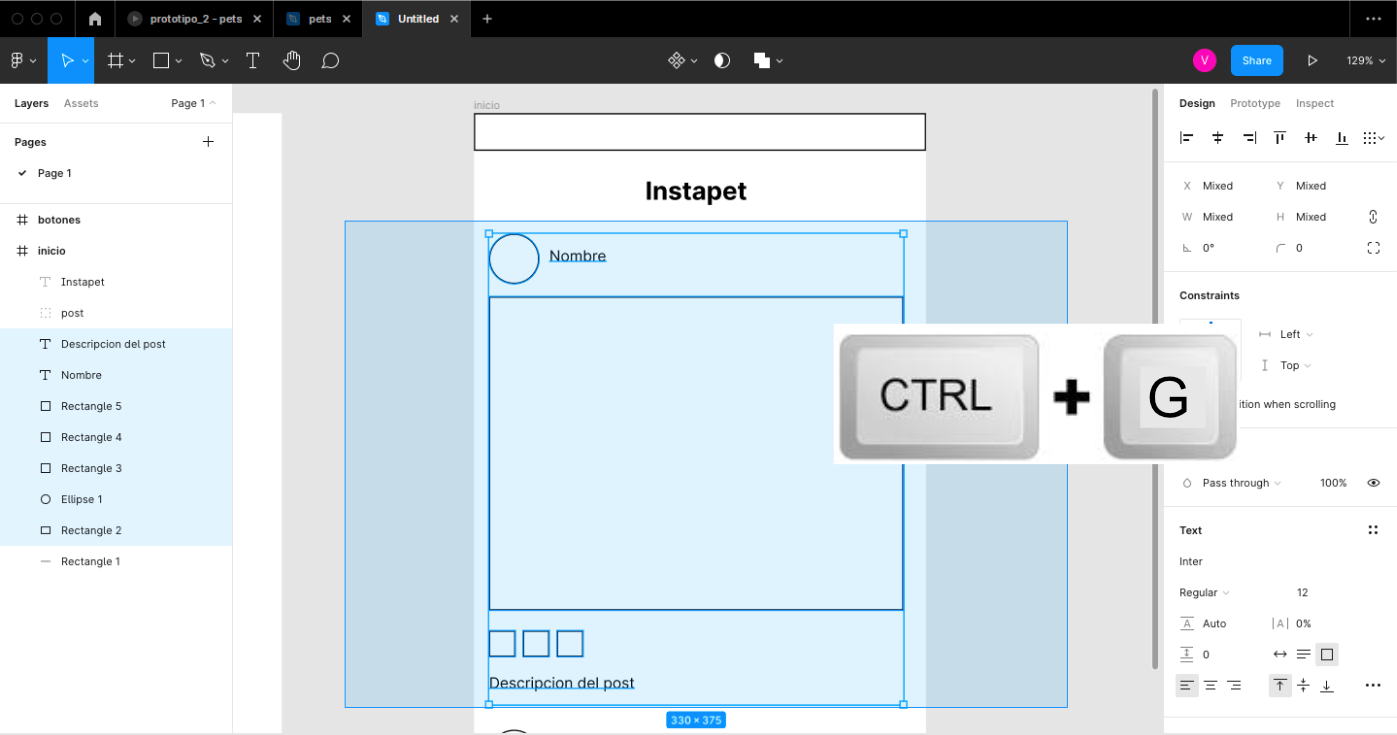 prototipo_2 - pets
pets
Untitled
V
Share
129%
Layers
Assets
Page 1
Pages
Page 1
botones
inicio
Instapet
post
Descripcion del post
Nombre
Rectangle 5
Rectangle 4
Rectangle 3
Ellipse 1
Rectangle 2
Rectangle 1
inicio
Instapet
Nombre
Descripcion del post
330 × 375
CTRL + G
Design
Prototype
Inspect
X Mixed
Y Mixed
W Mixed
H Mixed
0°
0
Constraints
Left
Top
ition when scrolling
Pass through
100%
Text
Inter
Regular
12
A Auto
|A| 0%
0